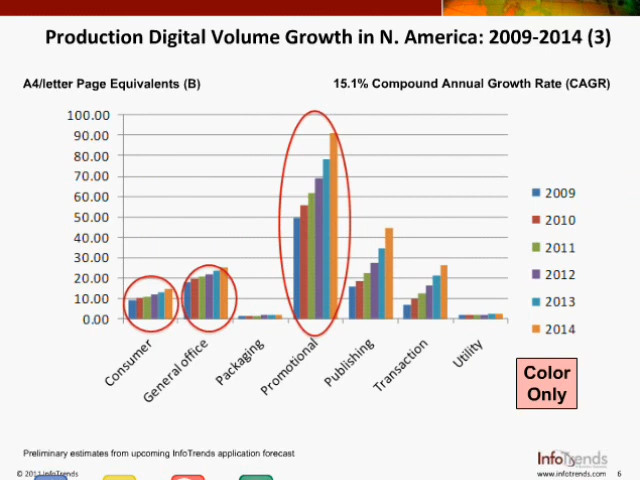 Production Digital Volume Growth in N. America: 2009-2014 (3)
A4/letter Page Equivalents (B)
15.1% Compound Annual Growth Rate (CAGR)
100.00
90.00
80.00
70.00
60.00
50.00
40.00
30.00
20.00
10.00
0.00
Consumer
General office
Packaging
Promotional
Publishing
Transaction
Utility
2009
2010
2011
2012
2013
2014
Color
Only
Preliminary estimates from upcoming InfoTrends application forecast
InfoTrends
© 2011 InfoTrends
www.infotrends.com 6